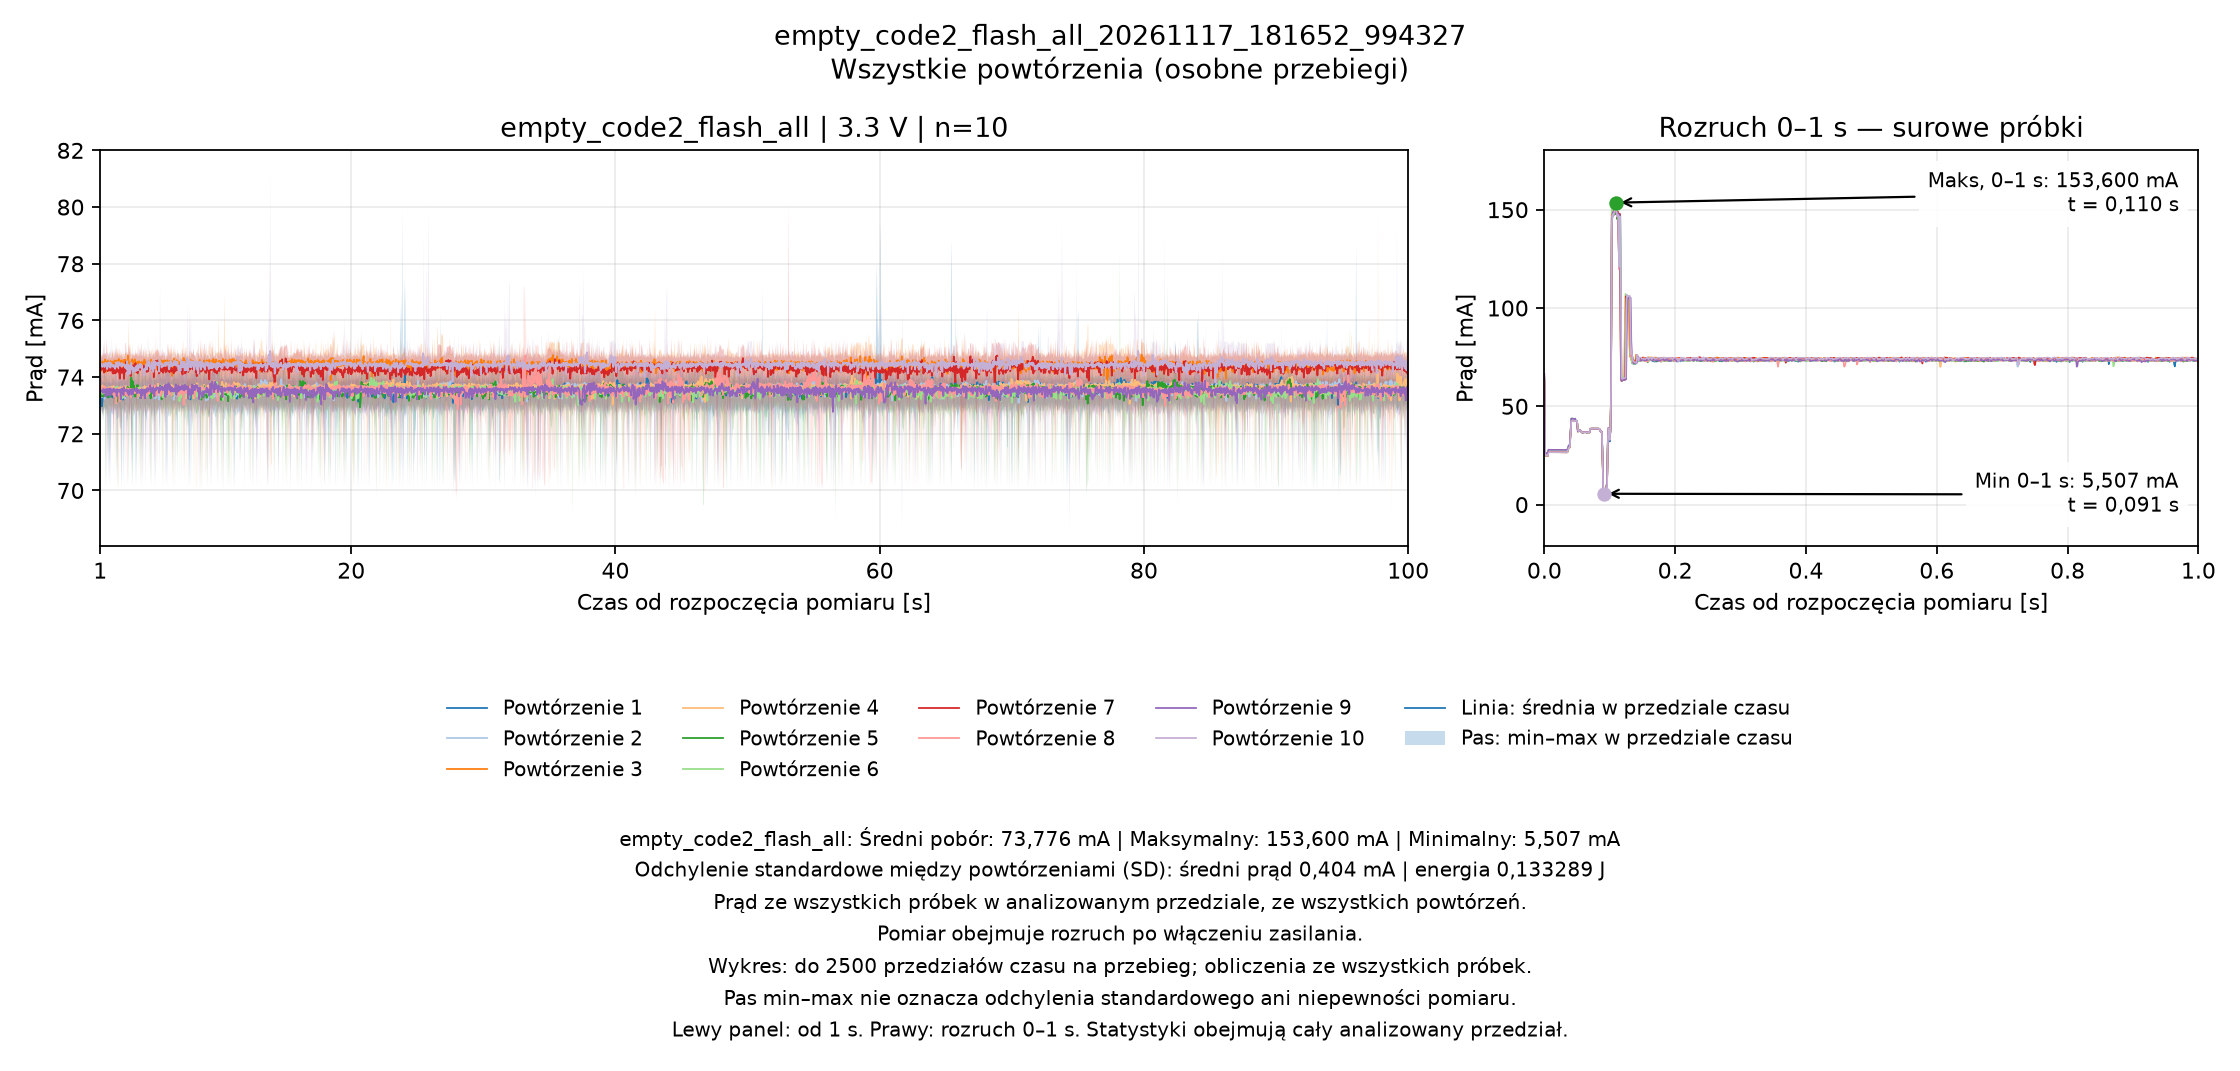 empty_code2_flash_all_20261117_181652_994327
Wszystkie powtórzenia (osobne przebiegi)
empty_code2_flash_all | 3.3 V | n=10
82
80
78
76
74
72
70
Prąd [mA]
1
20
40
60
80
100
Czas od rozpoczęcia pomiaru [s]
Rozruch 0–1 s — surowe próbki
150
100
50
0
Prąd [mA]
Maks, 0–1 s: 153,600 mA
t = 0,110 s
Min 0–1 s: 5,507 mA
t = 0,091 s
0.0
0.2
0.4
0.6
0.8
1.0
Czas od rozpoczęcia pomiaru [s]
Powtórzenie 1
Powtórzenie 2
Powtórzenie 3
Powtórzenie 4
Powtórzenie 5
Powtórzenie 6
Powtórzenie 7
Powtórzenie 8
Powtórzenie 9
Powtórzenie 10
Linia: średnia w przedziale czasu
Pas: min–max w przedziale czasu
empty_code2_flash_all: Średni pobór: 73,776 mA | Maksymalny: 153,600 mA | Minimalny: 5,507 mA
Odchylenie standardowe między powtórzeniami (SD): średni prąd 0,404 mA | energia 0,133289 J
Prąd ze wszystkich próbek w analizowanym przedziale, ze wszystkich powtórzeń.
Pomiar obejmuje rozruch po włączeniu zasilania.
Wykres: do 2500 przedziałów czasu na przebieg; obliczenia ze wszystkich próbek.
Pas min–max nie oznacza odchylenia standardowego ani niepewności pomiaru.
Lewy panel: od 1 s. Prawy: rozruch 0–1 s. Statystyki obejmują cały analizowany przedział.